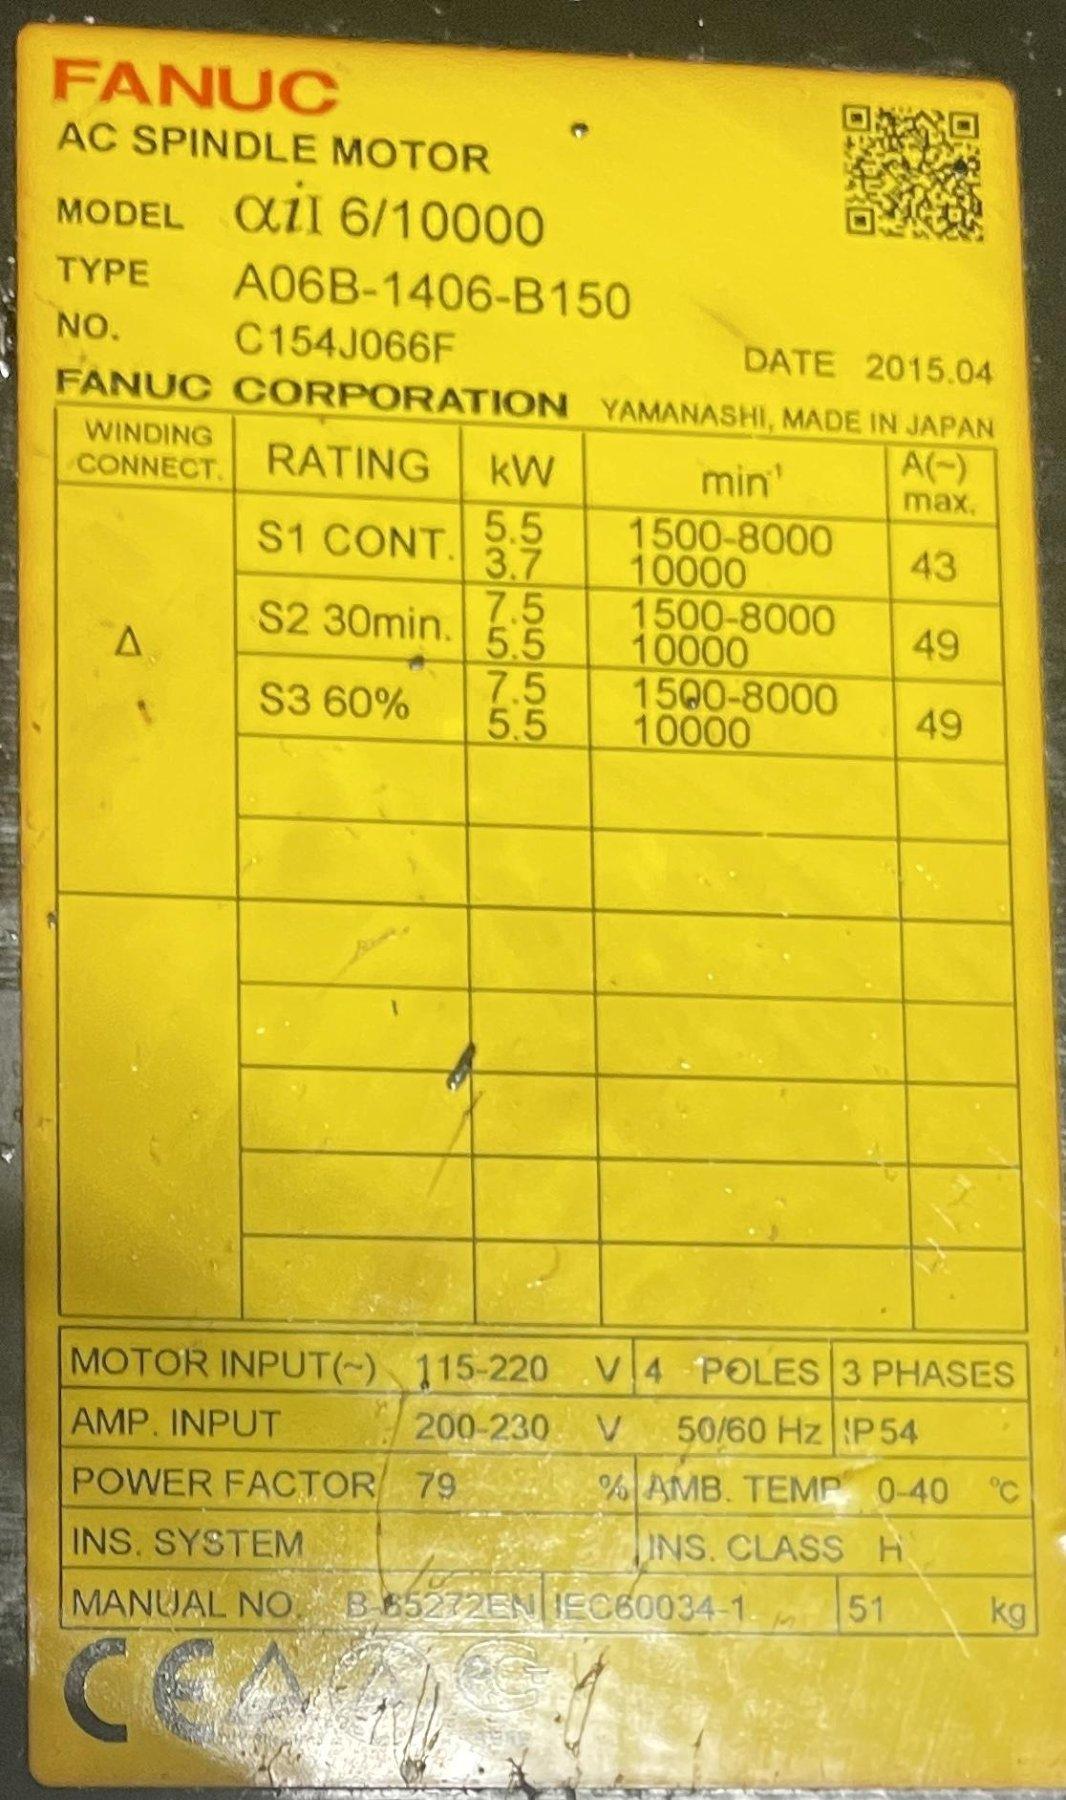 FANUC
AC SPINDLE MOTOR
MODEL αiI 6/10000
TYPE A06B-1406-B150
NO. C154J066F DATE 2015.04
FANUC CORPORATION YAMANASHI, MADE IN JAPAN
WINDING CONNECT. RATING kW min⁻¹ A(~) max.
Δ S1 CONT. 5.5 1500-8000 43
3.7 10000
S2 30min. 7.5 1500-8000 49
5.5 10000
S3 60% 7.5 1500-8000 49
5.5 10000
MOTOR INPUT(~) 115-220 V 4 POLES 3 PHASES
AMP. INPUT 200-230 V 50/60 Hz IP54
POWER FACTOR 79 % AMB. TEMP. 0-40 ℃
INS. SYSTEM INS. CLASS H
MANUAL NO. B-65272EN IEC60034-1 51 kg
CE